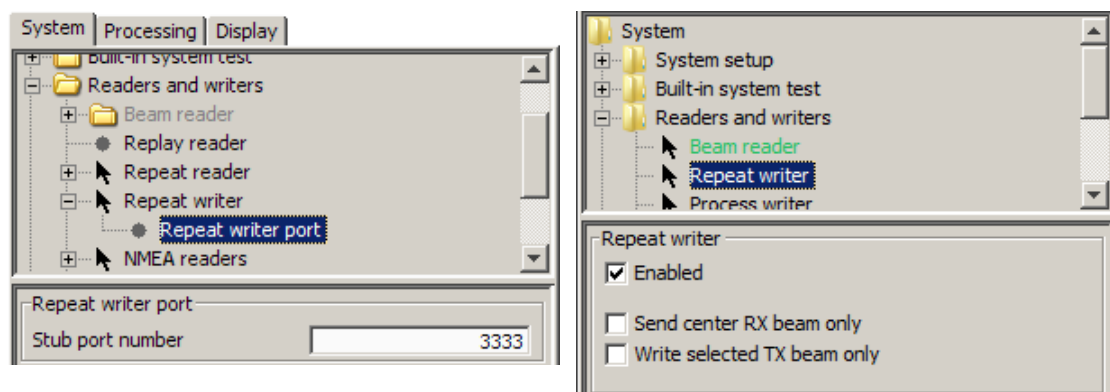 System Processing Display
Built-in system test
Readers and writers
Beam reader
Replay reader
Repeat reader
Repeat writer
Repeat writer port
NMEA readers
Repeat writer port
Stub port number 3333
System
System setup
Built-in system test
Readers and writers
Beam reader
Repeat writer
Process writer
Repeat writer
Enabled
Send center RX beam only
Write selected TX beam only